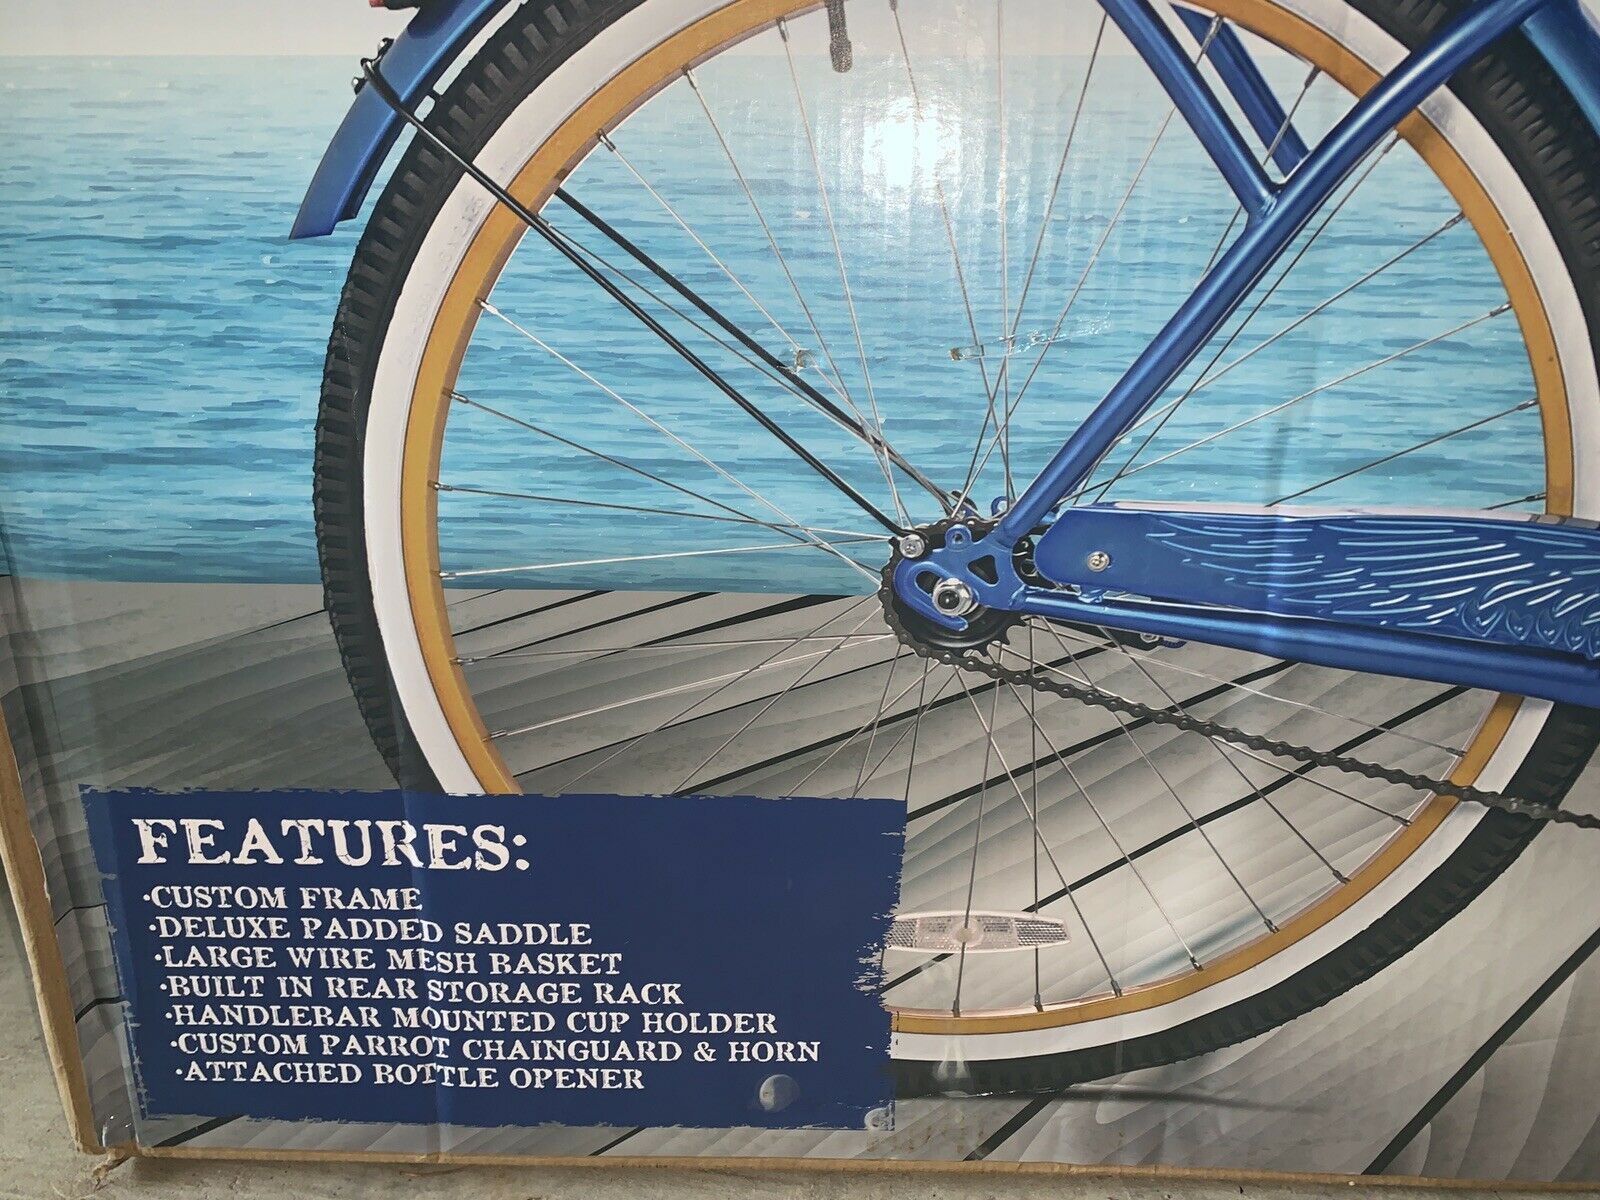 FEATURES:
·CUSTOM FRAME
·DELUXE PADDED SADDLE
·LARGE WIRE MESH BASKET
·BUILT IN REAR STORAGE RACK
·HANDLEBAR MOUNTED CUP HOLDER
·CUSTOM PARROT CHAINGUARD & HORN
·ATTACHED BOTTLE OPENER